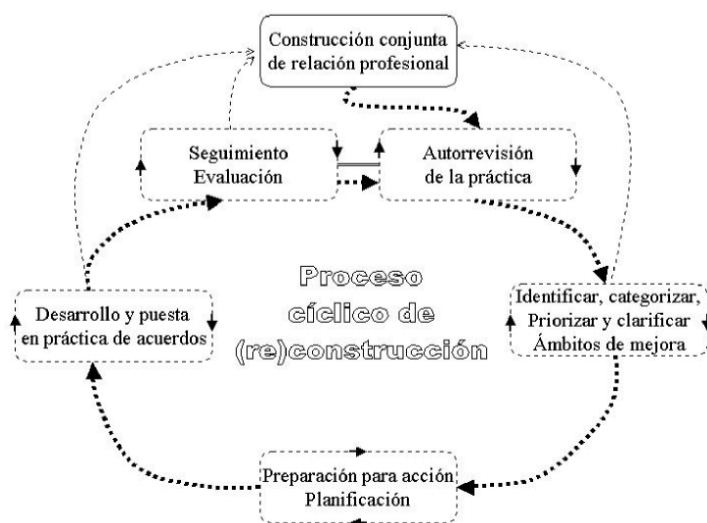 Construcción conjunta
de relación profesional
Seguimiento
Evaluación
Autorrevisión
de la práctica
Proceso
cíclico de
(re)construcción
Desarrollo y puesta
en práctica de acuerdos
Identificar, categorizar,
Priorizar y clarificar
Ámbitos de mejora
Preparación para acción
Planificación